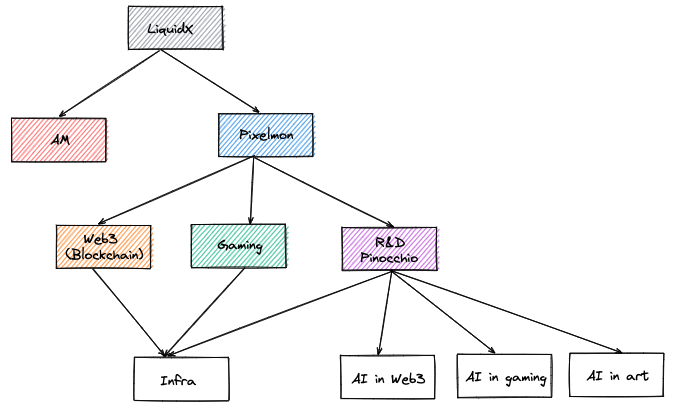 LiquidX
AM
Pixelmon
Web3
(Blockchain)
Gaming
R&D
Pinocchio
Infra
AI in Web3
AI in gaming
AI in art